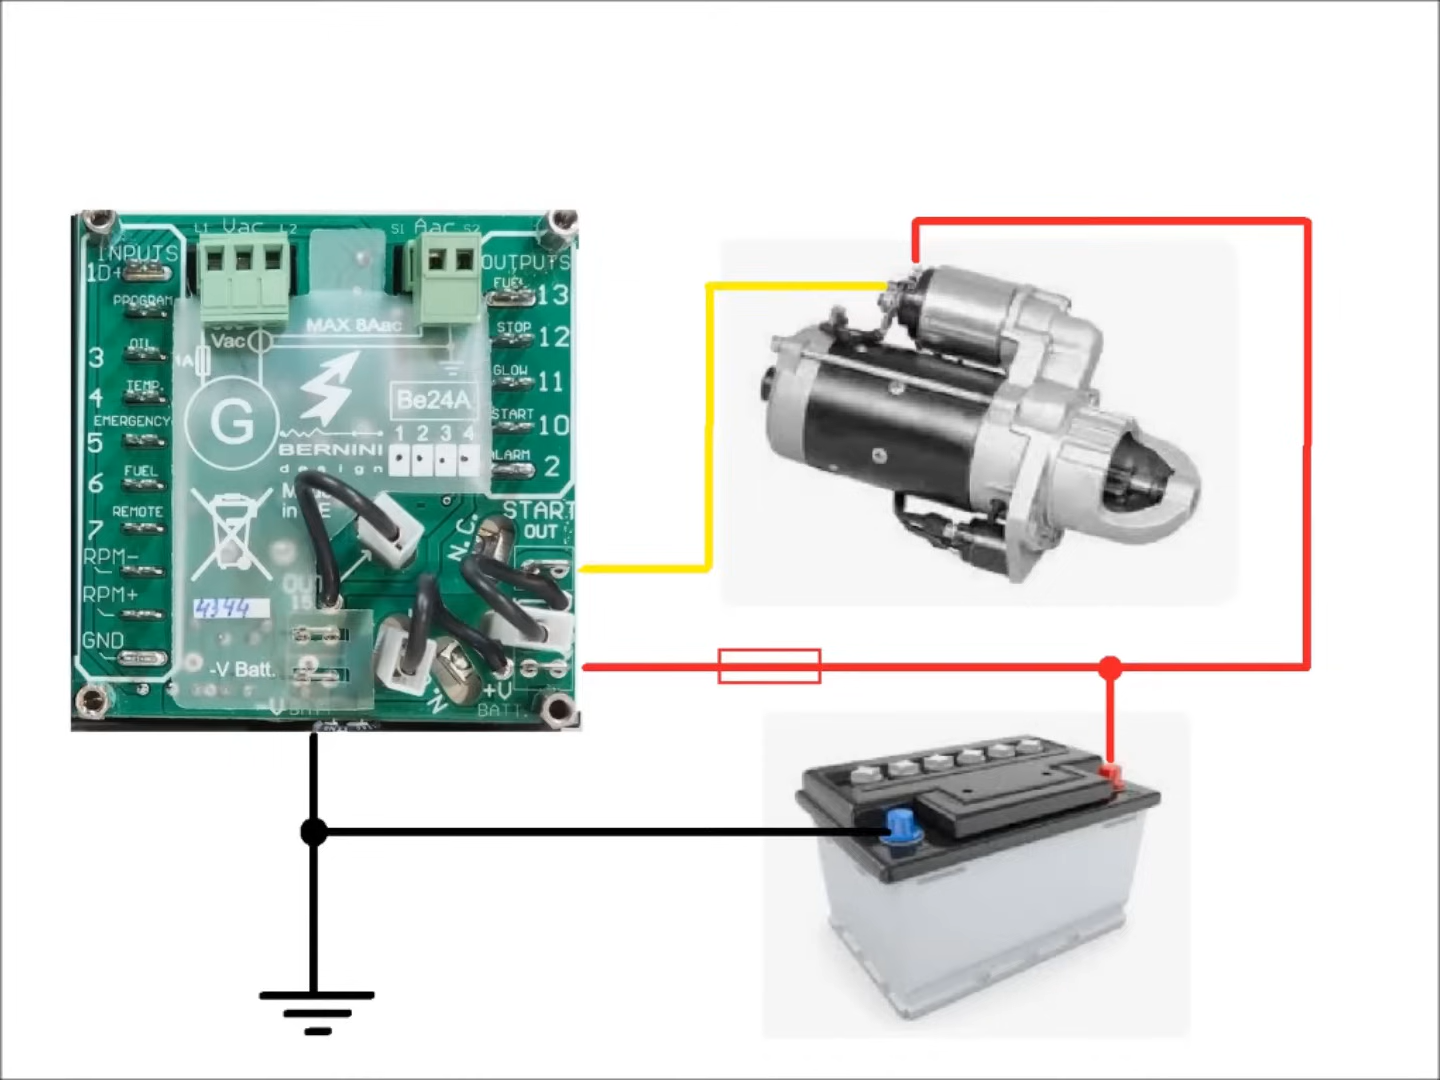 L1 Vac L2
S1 Aac S2
INPUTS
1D+
PROGRAM
OIL
3
TEMP.
4
EMERGENCY
5
FUEL
6
REMOTE
7
RPM-
RPM+
GND
MAX 8Aac
Vac
1A
G
Be24A
1 2 3 4
BERNINI
design
4344
-V Batt.
OUTPUTS
FUEL
13
STOP
12
GLOW
11
START
10
ALARM
2
START
OUT
N.C.
+V
BATT.